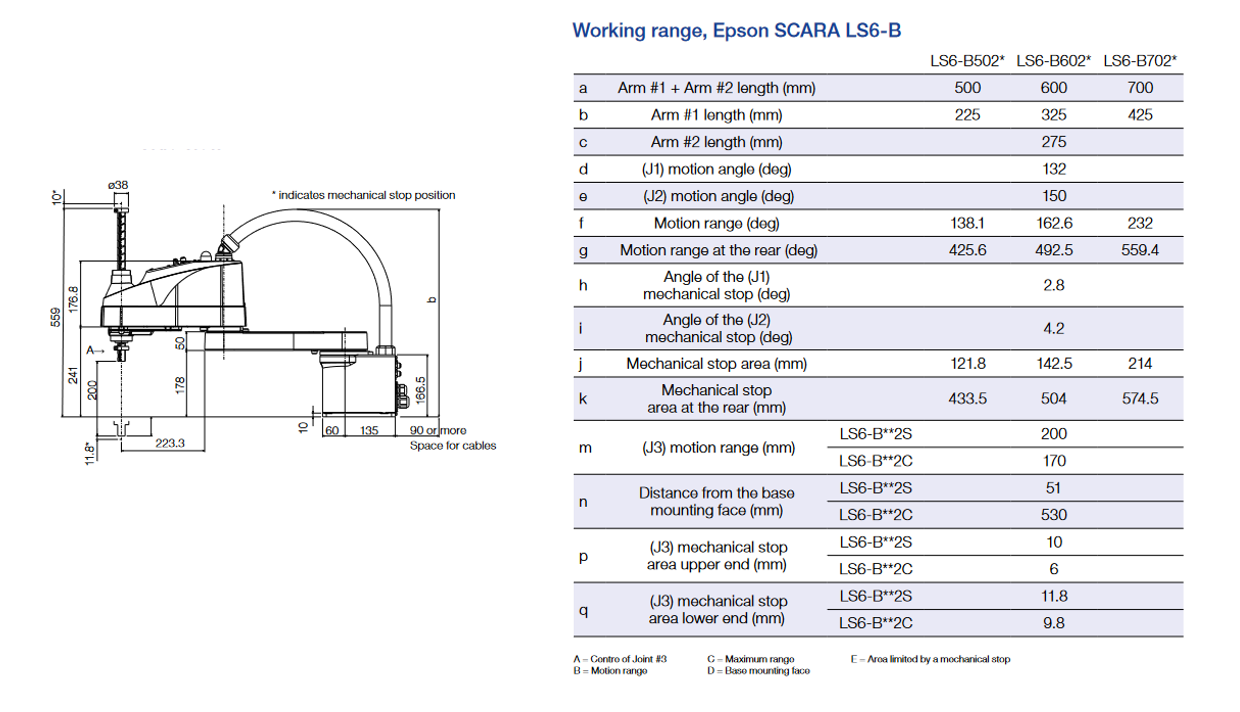 Working range, Epson SCARA LS6-B
LS6-B502* LS6-B602* LS6-B702*
a Arm #1 + Arm #2 length (mm) 500 600 700
b Arm #1 length (mm) 225 325 425
c Arm #2 length (mm) 275
d (J1) motion angle (deg) 132
e (J2) motion angle (deg) 150
f Motion range (deg) 138.1 162.6 232
g Motion range at the rear (deg) 425.6 492.5 559.4
h Angle of the (J1)
mechanical stop (deg) 2.8
i Angle of the (J2)
mechanical stop (deg) 4.2
j Mechanical stop area (mm) 121.8 142.5 214
k Mechanical stop
area at the rear (mm) 433.5 504 574.5
m (J3) motion range (mm) LS6-B**2S 200
LS6-B**2C 170
n Distance from the base
mounting face (mm) LS6-B**2S 51
LS6-B**2C 530
p (J3) mechanical stop
area upper end (mm) LS6-B**2S 10
LS6-B**2C 6
q (J3) mechanical stop
area lower end (mm) LS6-B**2S 11.8
LS6-B**2C 9.8
A = Centre of Joint #3 C = Maximum range E = Area limited by a mechanical stop
B = Motion range D = Base mounting face
ø38
10*
* indicates mechanical stop position
559
176.8
241
A
200
50
178
b
166.5
10
60
135
90 or more
Space for cables
223.3
11.8*